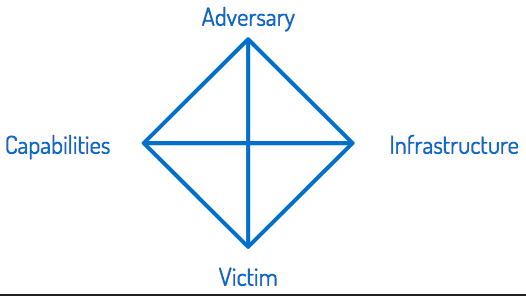 Adversary
Capabilities
Infrastructure
Victim